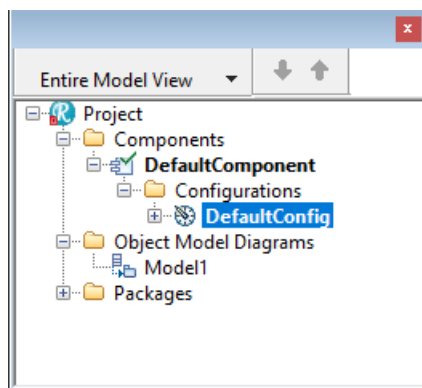 Entire Model View
Project
Components
DefaultComponent
Configurations
DefaultConfig
Object Model Diagrams
Model1
Packages